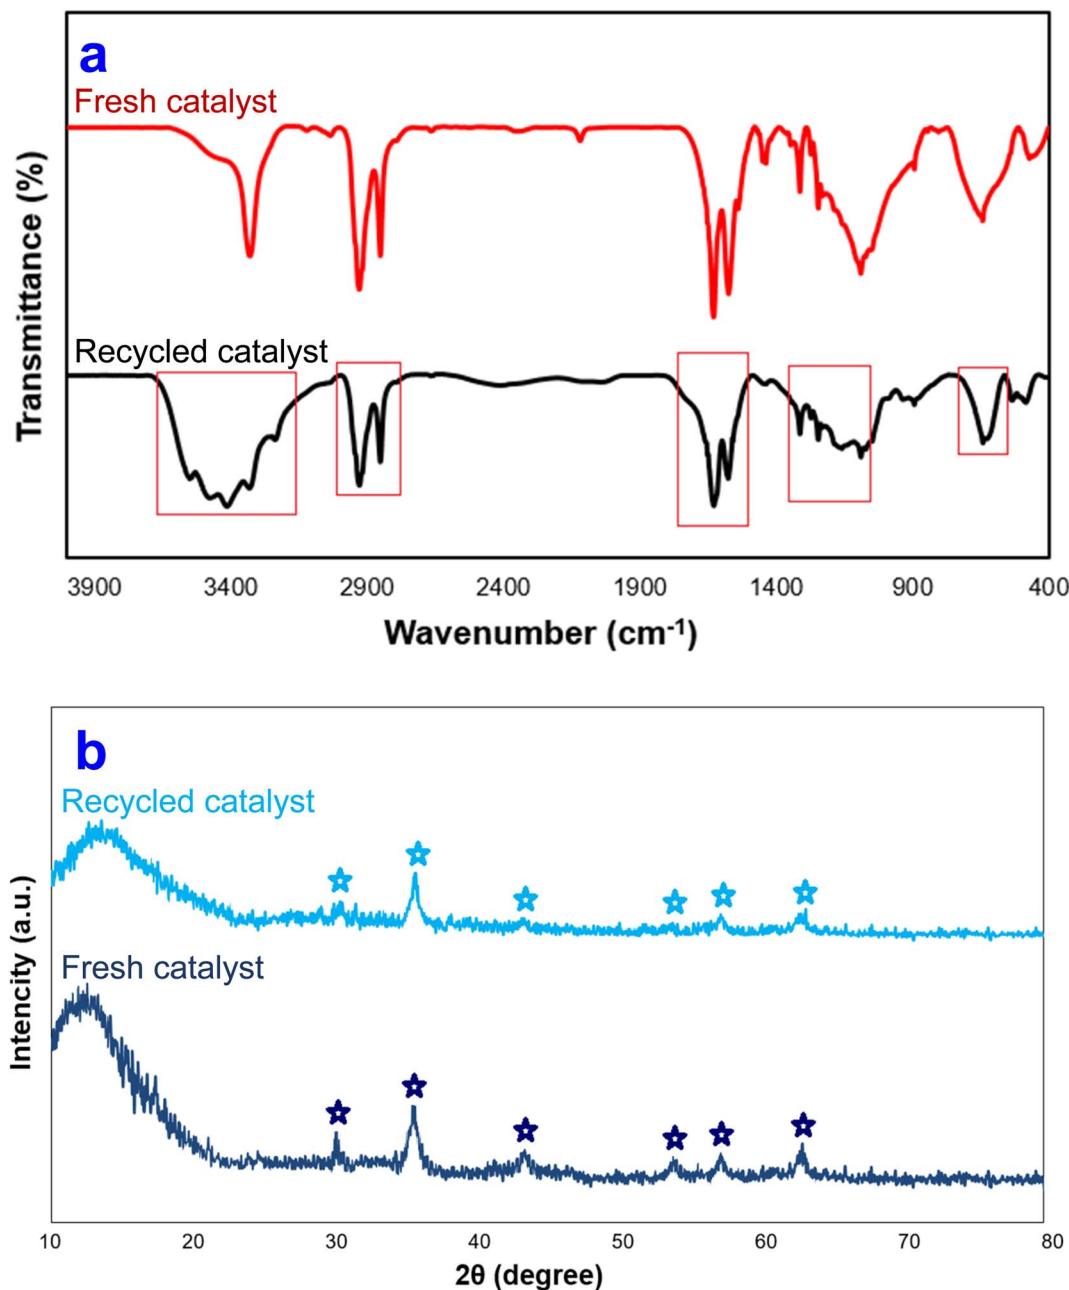 a
Fresh catalyst
Recycled catalyst
Transmittance (%)
3900 3400 2900 2400 1900 1400 900 400
Wavenumber (cm⁻¹)
b
Recycled catalyst
Fresh catalyst
Intencity (a.u.)
10 20 30 40 50 60 70 80
2θ (degree)